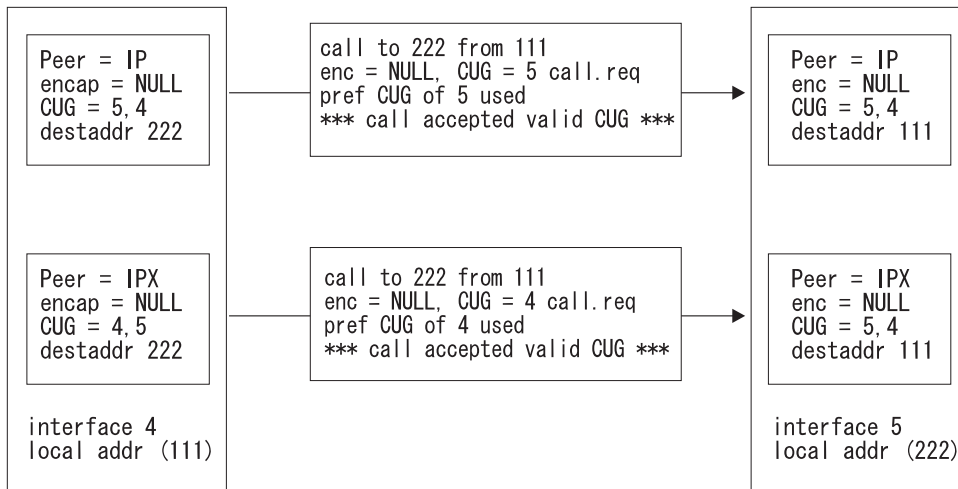 Peer = IP
encap = NULL
CUG = 5,4
destaddr 222
call to 222 from 111
enc = NULL, CUG = 5 call.req
pref CUG of 5 used
*** call accepted valid CUG ***
Peer = IP
enc = NULL
CUG = 5,4
destaddr 111
Peer = IPX
encap = NULL
CUG = 4,5
destaddr 222
call to 222 from 111
enc = NULL, CUG = 4 call.req
pref CUG of 4 used
*** call accepted valid CUG ***
Peer = IPX
enc = NULL
CUG = 5,4
destaddr 111
interface 4
local addr (111)
interface 5
local addr (222)